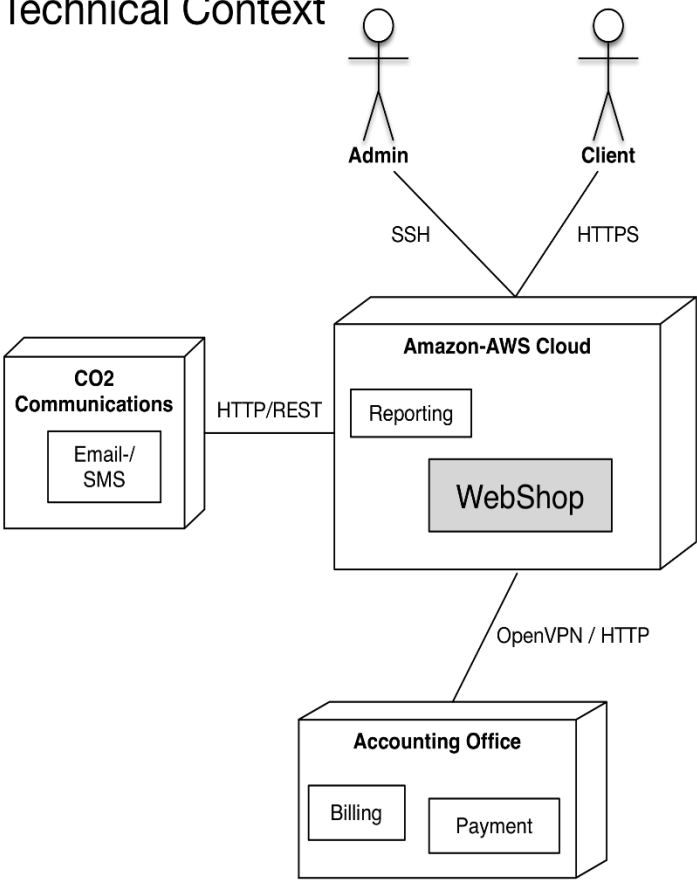 Technical Context
Admin
Client
SSH
HTTPS
Amazon-AWS Cloud
CO2
Communications
HTTP/REST
Reporting
Email-/
SMS
WebShop
OpenVPN / HTTP
Accounting Office
Billing
Payment